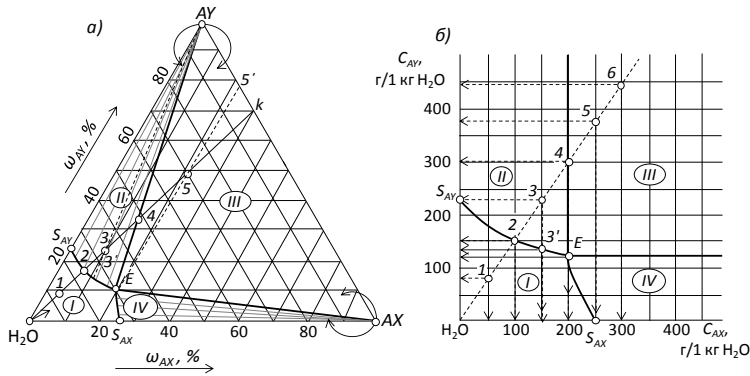 а)
AY
80
5′
k
60
ω_AY, %
40
5
II
III
4
S_AY
20
3
3′
2
E
1
I
IV
H₂O
20
S_AX
40
60
80
AX
ω_AX, %
б)
C_AY,
г/1 кг H₂O
6
400
5
4
300
II
III
S_AY
3
200
2
3′
E
100
1
I
IV
H₂O
100
200
S_AX
300
400
C_AX,
г/1 кг H₂O